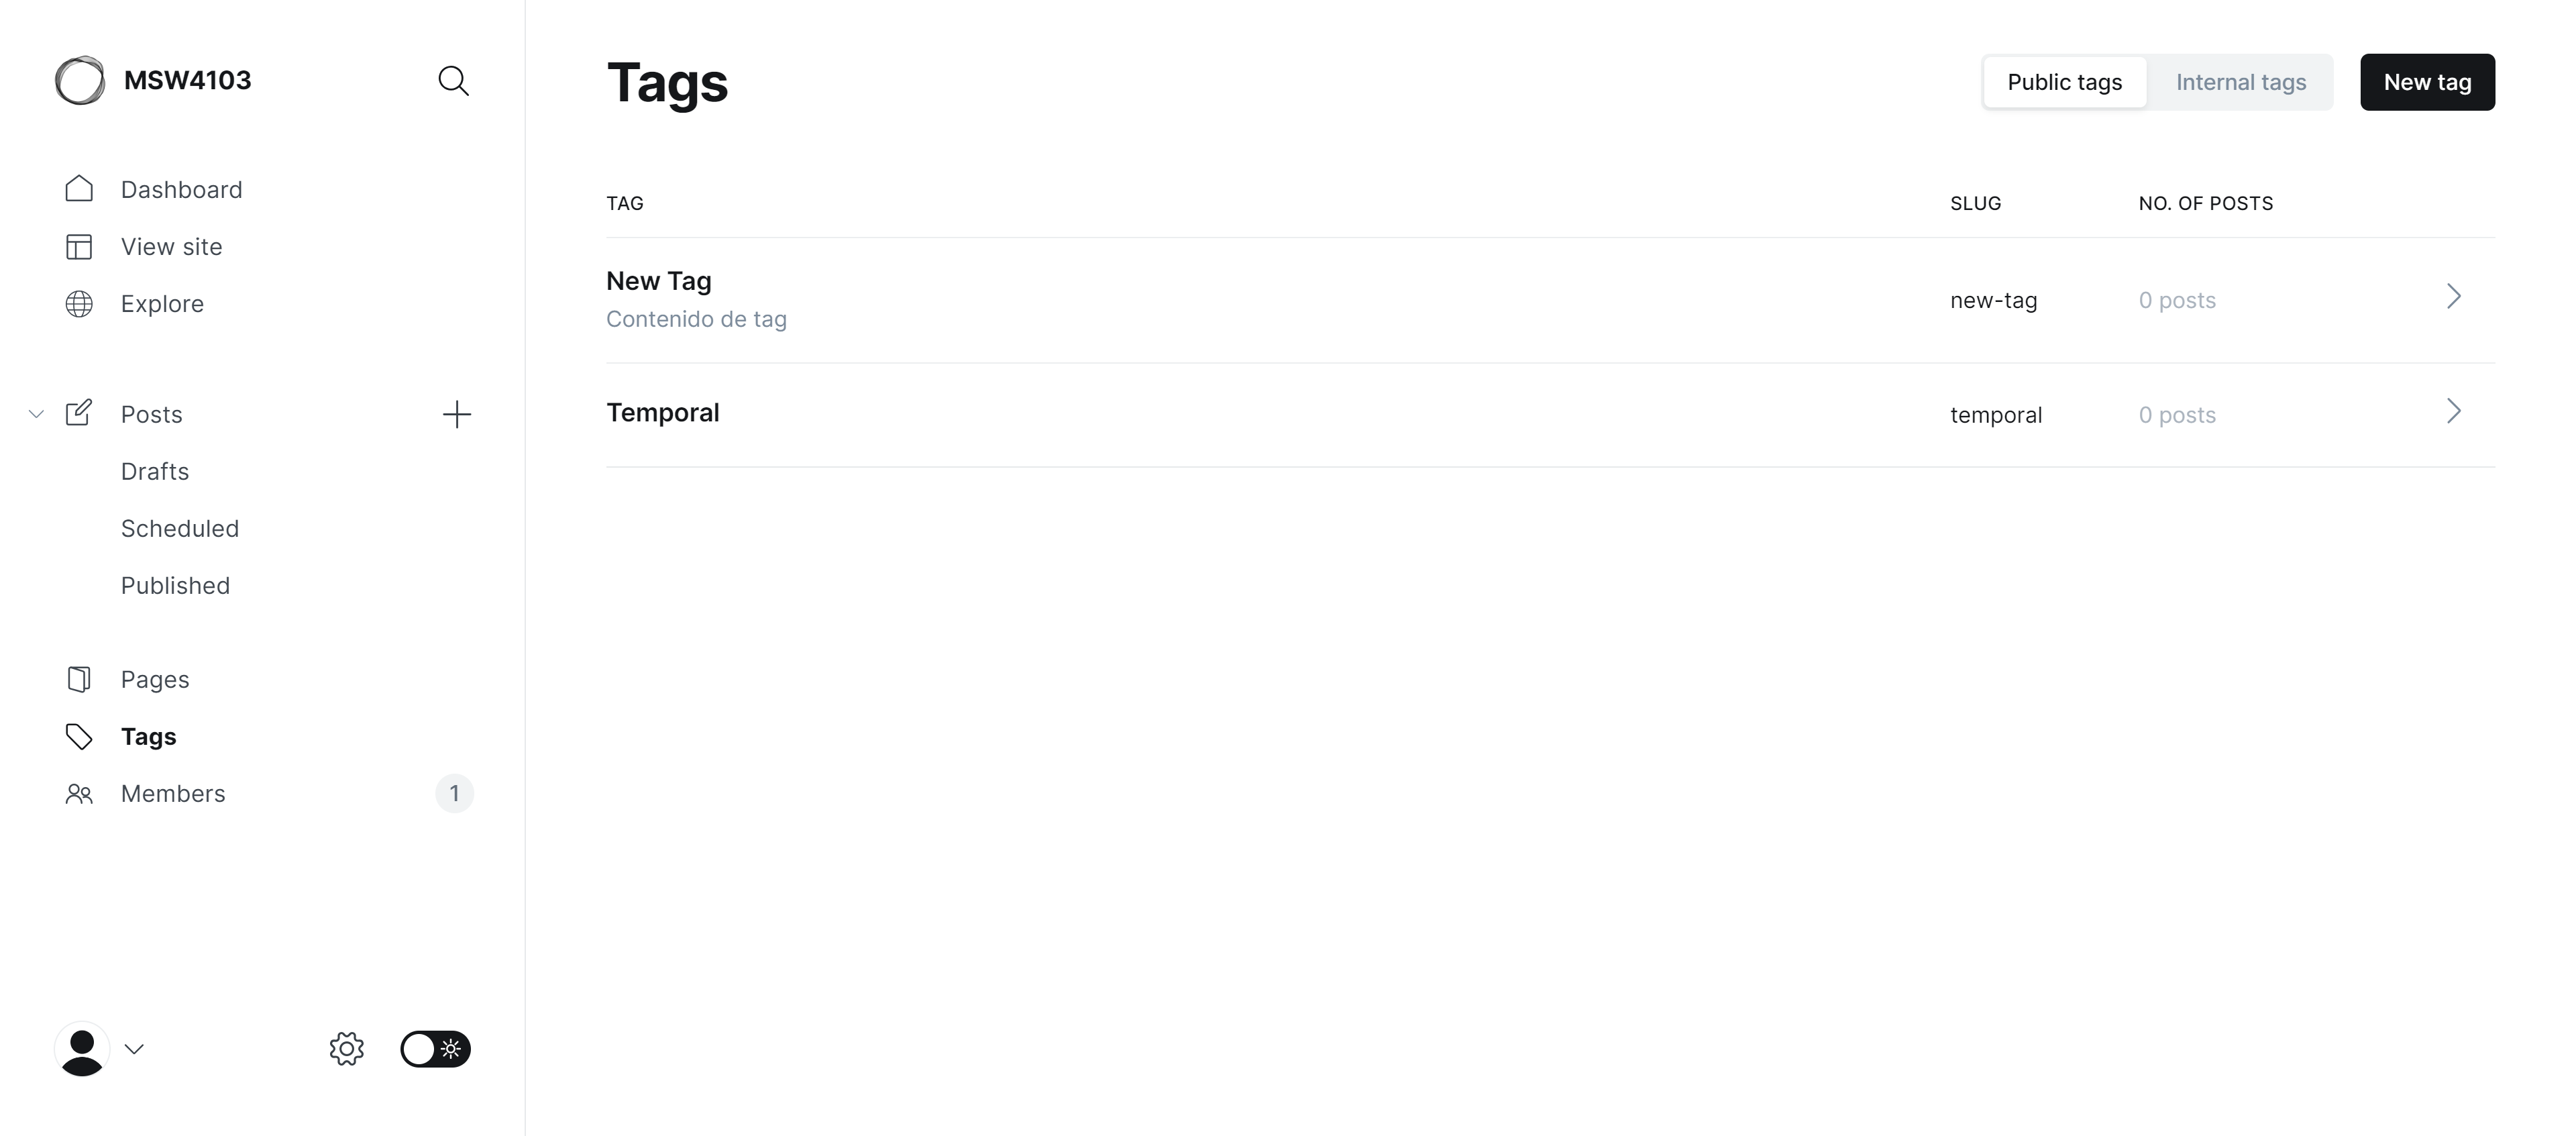 MSW4103
Dashboard
View site
Explore
Posts
Drafts
Scheduled
Published
Pages
Tags
Members 1
Tags
Public tags Internal tags New tag
TAG SLUG NO. OF POSTS
New Tag
Contenido de tag
new-tag 0 posts
Temporal temporal 0 posts